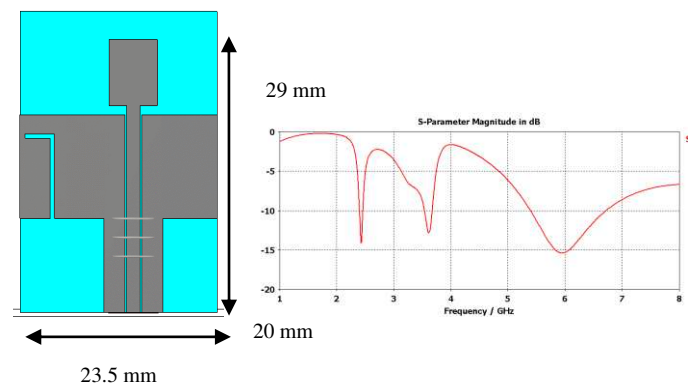 29 mm
20 mm
23.5 mm
S-Parameter Magnitude in dB
0
-5
-10
-15
-20
1 2 3 4 5 6 7 8
Frequency / GHz